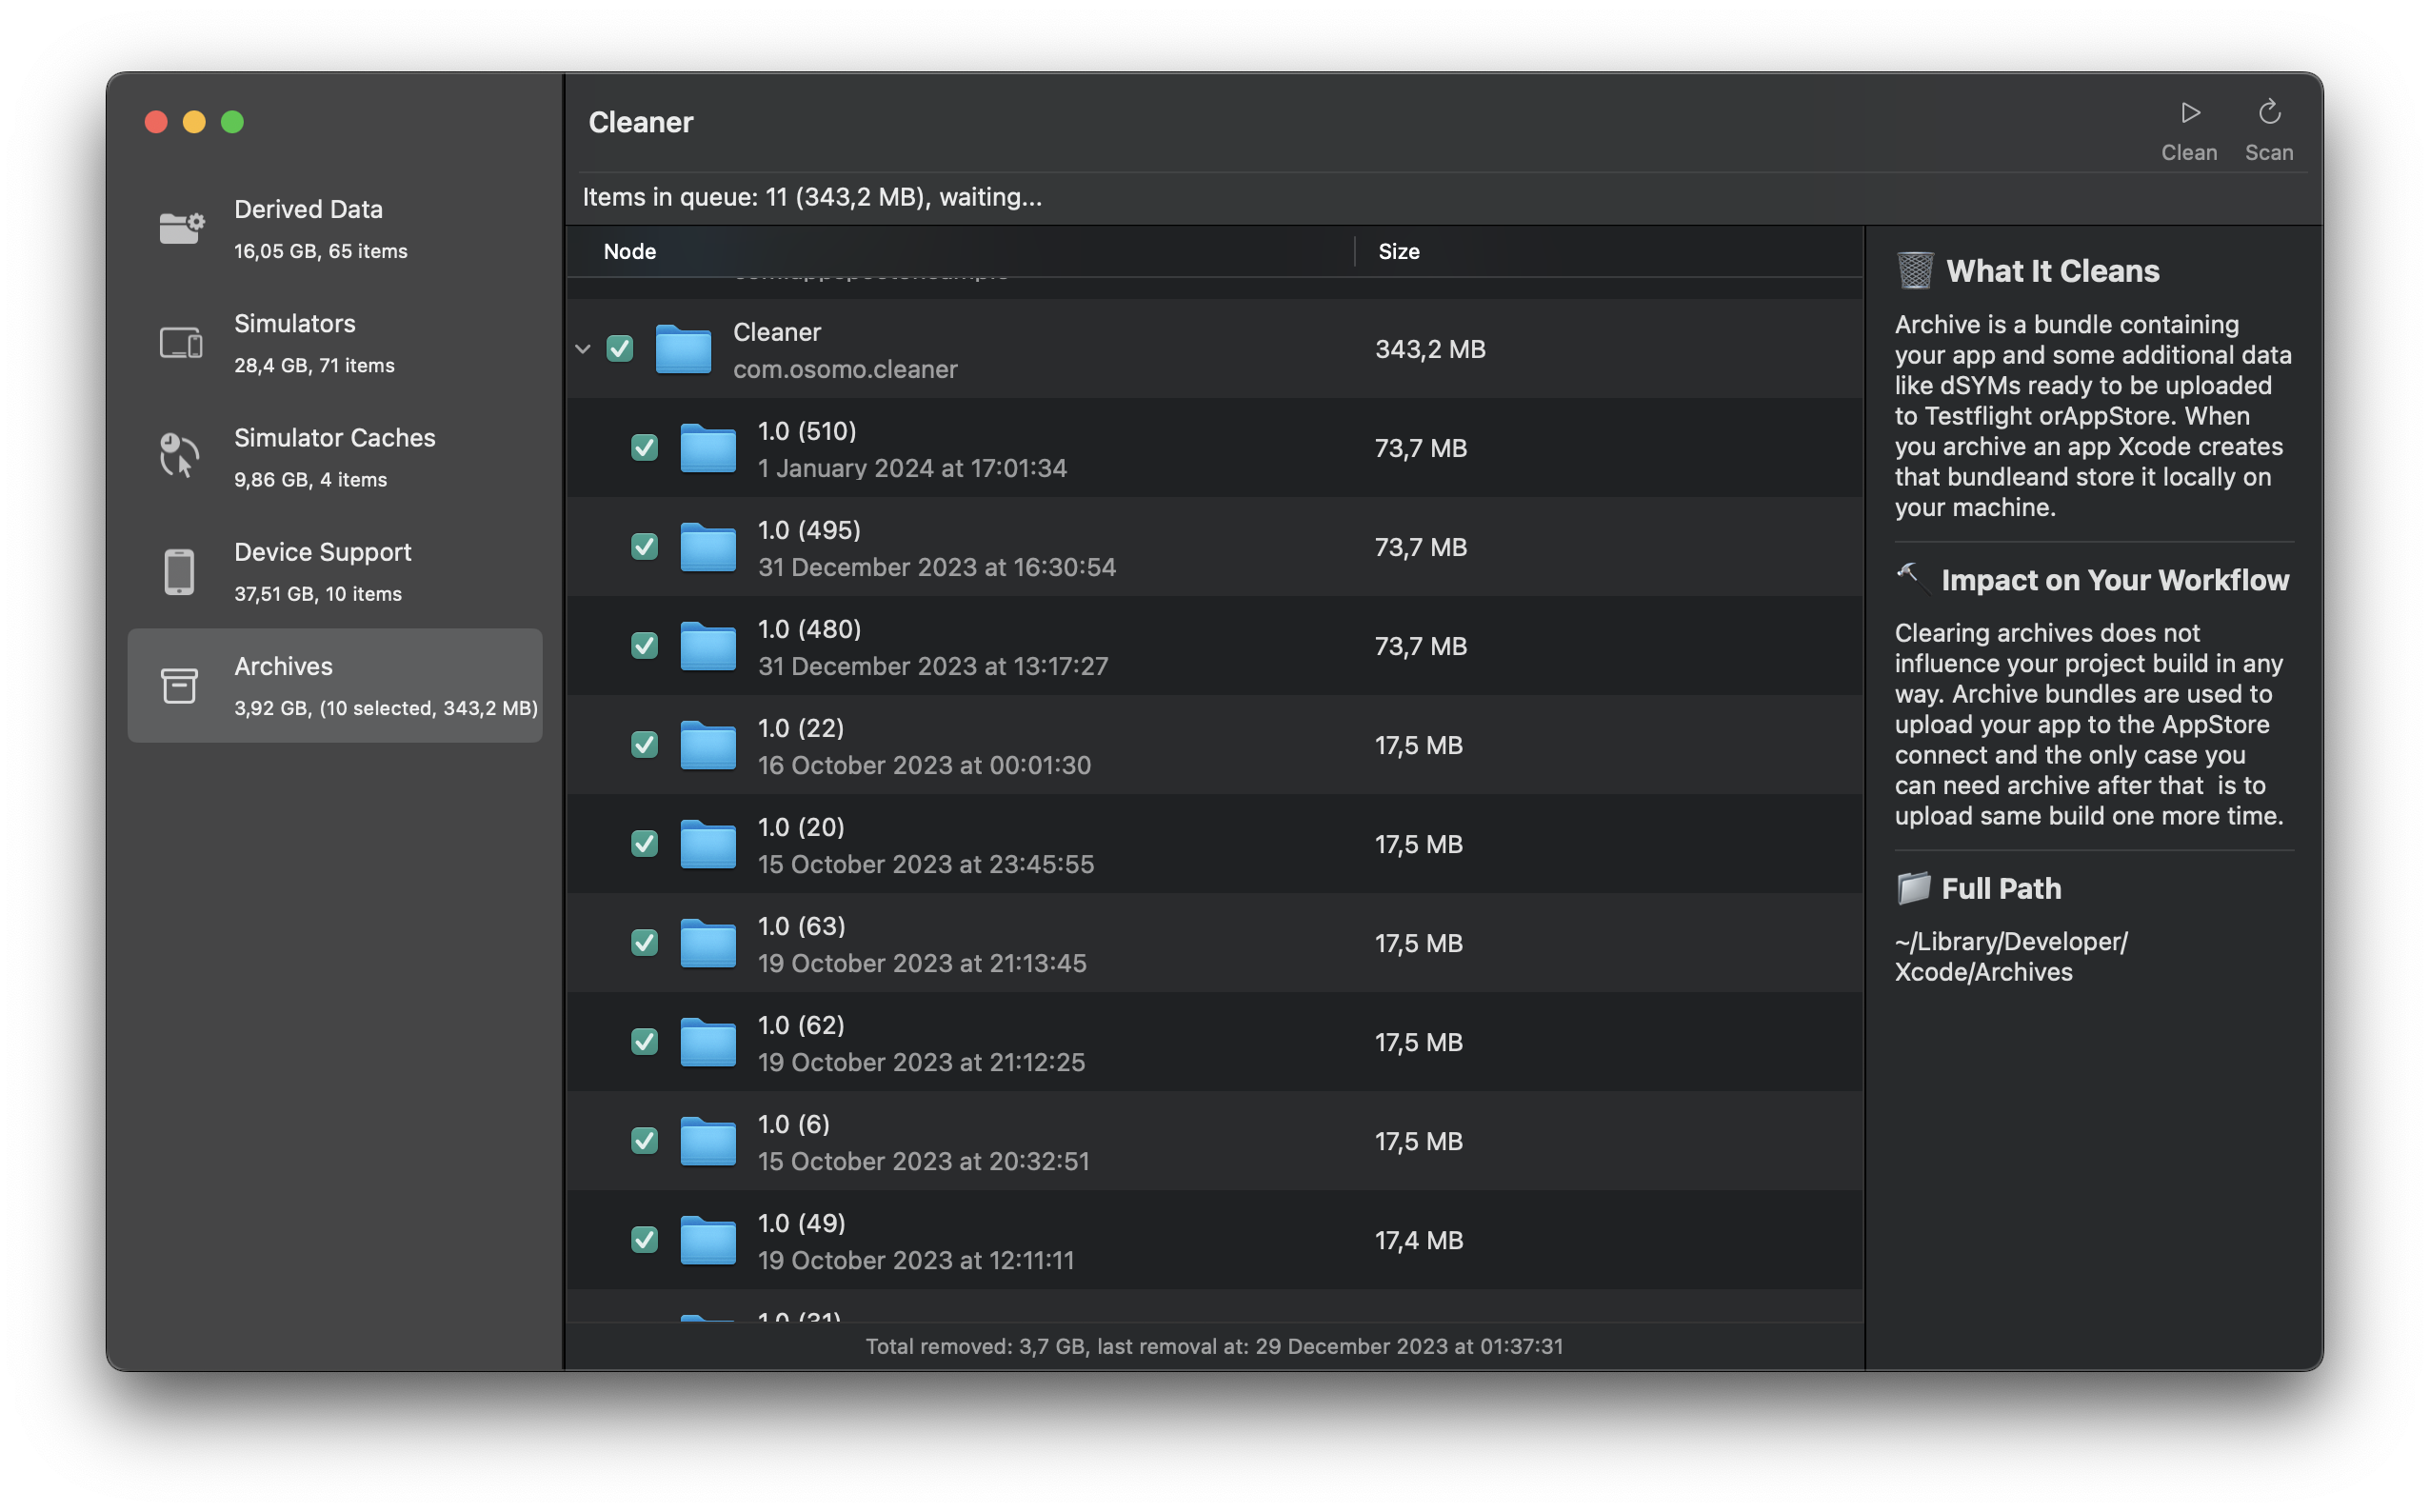 Derived Data
16,05 GB, 65 items
Simulators
28,4 GB, 71 items
Simulator Caches
9,86 GB, 4 items
Device Support
37,51 GB, 10 items
Archives
3,92 GB, (10 selected, 343,2 MB)
Cleaner
Clean
Scan
Items in queue: 11 (343,2 MB), waiting...
Node
Size
Cleaner
com.osomo.cleaner
343,2 MB
1.0 (510)
1 January 2024 at 17:01:34
73,7 MB
1.0 (495)
31 December 2023 at 16:30:54
73,7 MB
1.0 (480)
31 December 2023 at 13:17:27
73,7 MB
1.0 (22)
16 October 2023 at 00:01:30
17,5 MB
1.0 (20)
15 October 2023 at 23:45:55
17,5 MB
1.0 (63)
19 October 2023 at 21:13:45
17,5 MB
1.0 (62)
19 October 2023 at 21:12:25
17,5 MB
1.0 (6)
15 October 2023 at 20:32:51
17,5 MB
1.0 (49)
19 October 2023 at 12:11:11
17,4 MB
1.0 (31)
Total removed: 3,7 GB, last removal at: 29 December 2023 at 01:37:31
What It Cleans
Archive is a bundle containing
your app and some additional data
like dSYMs ready to be uploaded
to Testflight orAppStore. When
you archive an app Xcode creates
that bundleand store it locally on
your machine.
Impact on Your Workflow
Clearing archives does not
influence your project build in any
way. Archive bundles are used to
upload your app to the AppStore
connect and the only case you
can need archive after that  is to
upload same build one more time.
Full Path
~/Library/Developer/
Xcode/Archives